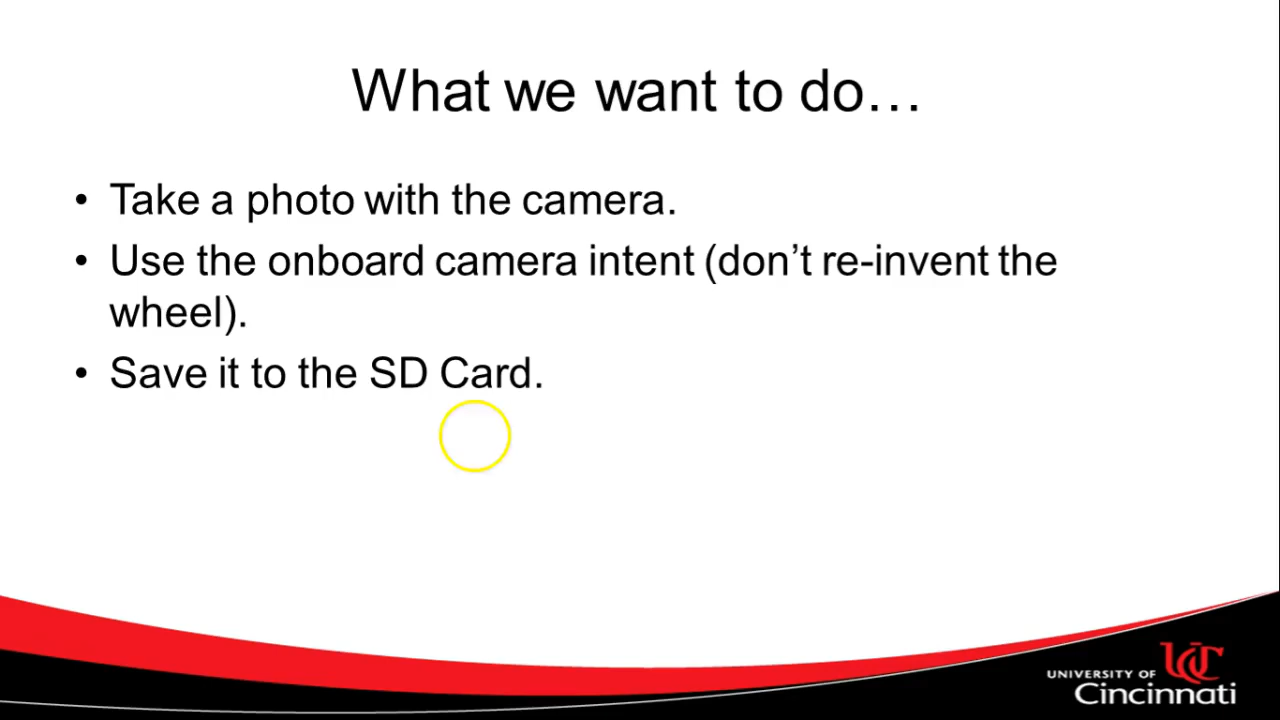 What we want to do…
• Take a photo with the camera.
• Use the onboard camera intent (don’t re-invent the
wheel).
• Save it to the SD Card.
UC
UNIVERSITY OF
Cincinnati